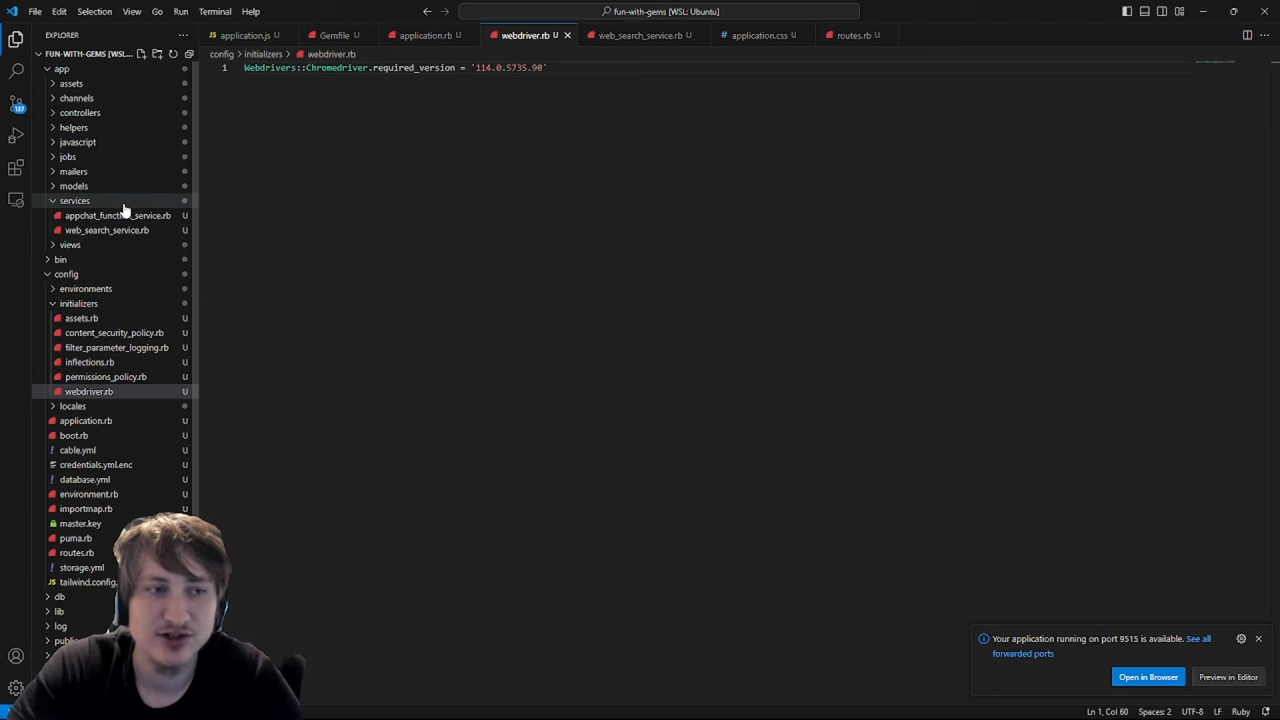 File Edit Selection View Go Run Terminal Help
fun-with-gems [WSL: Ubuntu]
EXPLORER
application.js U
Gemfile U
application.rb U
webdriver.rb U
web_search_service.rb U
application.css U
routes.rb U
FUN-WITH-GEMS [WSL...
config > initializers > webdriver.rb
1 Webdrivers::Chromedriver.required_version = '114.0.5735.90'
app
assets
channels
controllers
helpers
javascript
jobs
mailers
models
services
appchat_function_service.rb U
web_search_service.rb U
views
bin
config
environments
initializers
assets.rb U
content_security_policy.rb U
filter_parameter_logging.rb U
inflections.rb U
permissions_policy.rb U
webdriver.rb U
locales
application.rb U
boot.rb U
cable.yml U
credentials.yml.enc U
database.yml U
environment.rb U
importmap.rb U
master.key
puma.rb U
routes.rb U
storage.yml U
tailwind.config.
db
lib
log
public
137
Your application running on port 9515 is available. See all
forwarded ports
Open in Browser Preview in Editor
Ln 1, Col 60 Spaces: 2 UTF-8 LF Ruby